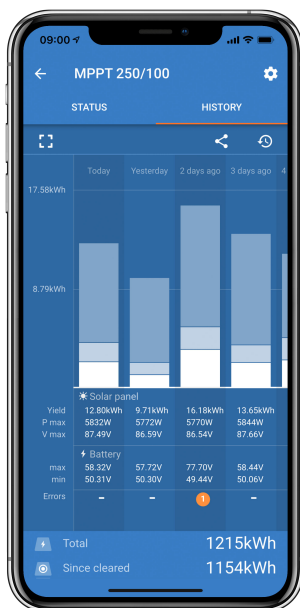 09:00
MPPT 250/100
STATUS HISTORY
Today Yesterday 2 days ago 3 days ago 4
17.58kWh
8.79kWh
Solar panel
Yield 12.80kWh 9.71kWh 16.18kWh 13.65kWh
P max 5832W 5772W 5770W 5844W
V max 87.49V 86.59V 86.54V 87.66V
Battery
max 58.32V 57.72V 77.70V 58.44V
min 50.31V 50.30V 49.44V 50.06V
Errors – – 1 –
Total 1215kWh
Since cleared 1154kWh